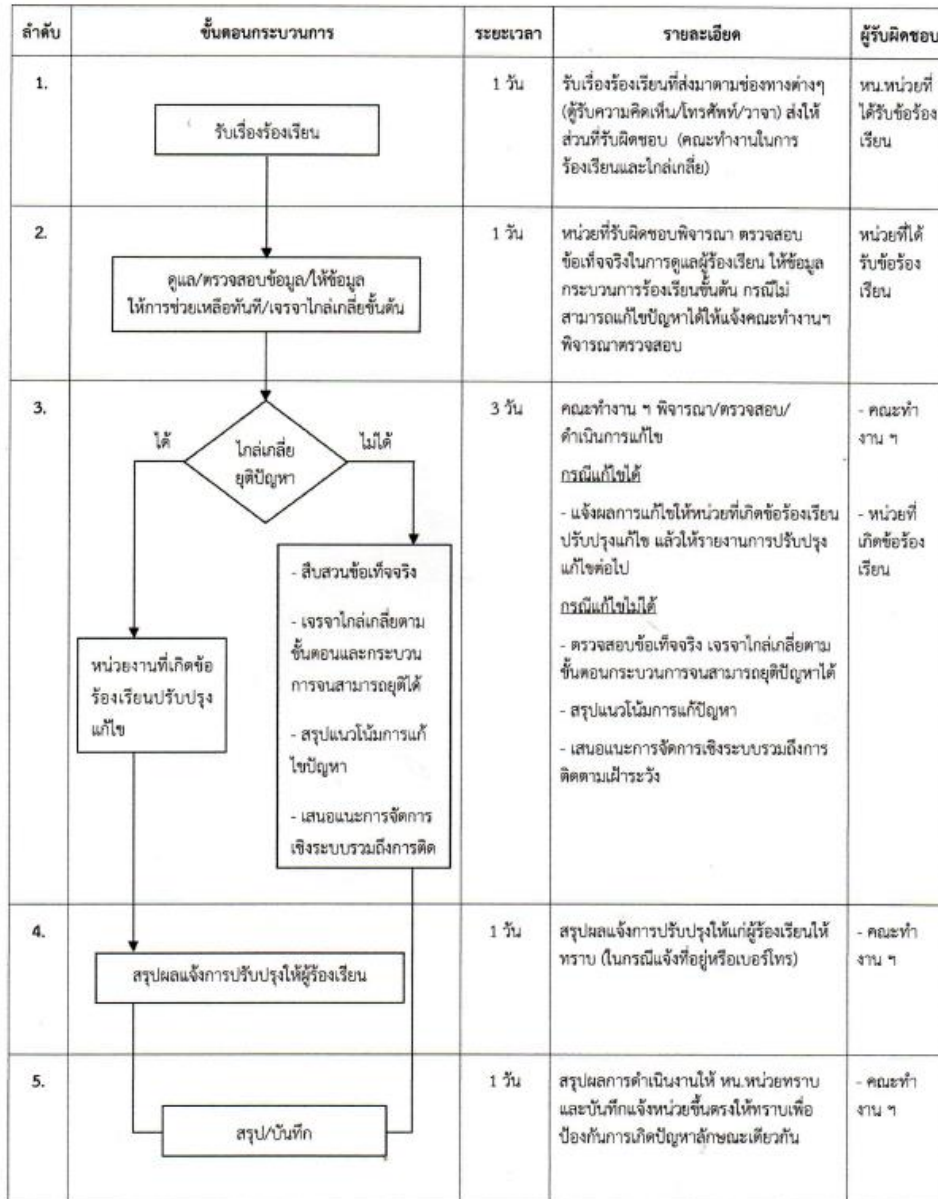 ลำดับ
ขั้นตอนกระบวนการ
ระยะเวลา
รายละเอียด
ผู้รับผิดชอบ
1.
รับเรื่องร้องเรียน
1 วัน
รับเรื่องร้องเรียนที่ส่งมาตามช่องทางต่างๆ
(ตู้รับความคิดเห็น/โทรศัพท์/วาจา) ส่งให้
ส่วนที่รับผิดชอบ (คณะทำงานในการ
ร้องเรียนและไกล่เกลี่ย)
หน.หน่วยที่
ได้รับข้อร้อง
เรียน
2.
ดูแล/ตรวจสอบข้อมูล/ให้ข้อมูล
ให้การช่วยเหลือทันที/เจรจาไกล่เกลี่ยขั้นต้น
1 วัน
หน่วยที่รับผิดชอบพิจารณา ตรวจสอบ
ข้อเท็จจริงในการดูแลผู้ร้องเรียน ให้ข้อมูล
กระบวนการร้องเรียนขั้นต้น กรณีไม่
สามารถแก้ไขปัญหาได้ให้แจ้งคณะทำงานฯ
พิจารณาตรวจสอบ
หน่วยที่ได้
รับข้อร้อง
เรียน
3.
ได้
ไกล่เกลี่ย
ยุติปัญหา
ไม่ได้
- สืบสวนข้อเท็จจริง
- เจรจาไกล่เกลี่ยตาม
ขั้นตอนและกระบวน
การจนสามารถยุติได้
- สรุปแนวโน้มการแก้
ไขปัญหา
- เสนอแนะการจัดการ
เชิงระบบรวมถึงการติด
หน่วยงานที่เกิดข้อ
ร้องเรียนปรับปรุง
แก้ไข
3 วัน
คณะทำงาน ฯ พิจารณา/ตรวจสอบ/
ดำเนินการแก้ไข
กรณีแก้ไขได้
- แจ้งผลการแก้ไขให้หน่วยที่เกิดข้อร้องเรียน
ปรับปรุงแก้ไข แล้วให้รายงานการปรับปรุง
แก้ไขต่อไป
กรณีแก้ไขไม่ได้
- ตรวจสอบข้อเท็จจริง เจรจาไกล่เกลี่ยตาม
ขั้นตอนกระบวนการจนสามารถยุติปัญหาได้
- สรุปแนวโน้มการแก้ปัญหา
- เสนอแนะการจัดการเชิงระบบรวมถึงการ
ติดตามเฝ้าระวัง
- คณะทำ
งาน ฯ
- หน่วยที่
เกิดข้อร้อง
เรียน
4.
สรุปผลแจ้งการปรับปรุงให้ผู้ร้องเรียน
1 วัน
สรุปผลแจ้งการปรับปรุงให้แก่ผู้ร้องเรียนให้
ทราบ (ในกรณีแจ้งที่อยู่หรือเบอร์โทร)
- คณะทำ
งาน ฯ
5.
สรุป/บันทึก
1 วัน
สรุปผลการดำเนินงานให้ หน.หน่วยทราบ
และบันทึกแจ้งหน่วยขึ้นตรงให้ทราบเพื่อ
ป้องกันการเกิดปัญหาลักษณะเดียวกัน
- คณะทำ
งาน ฯ